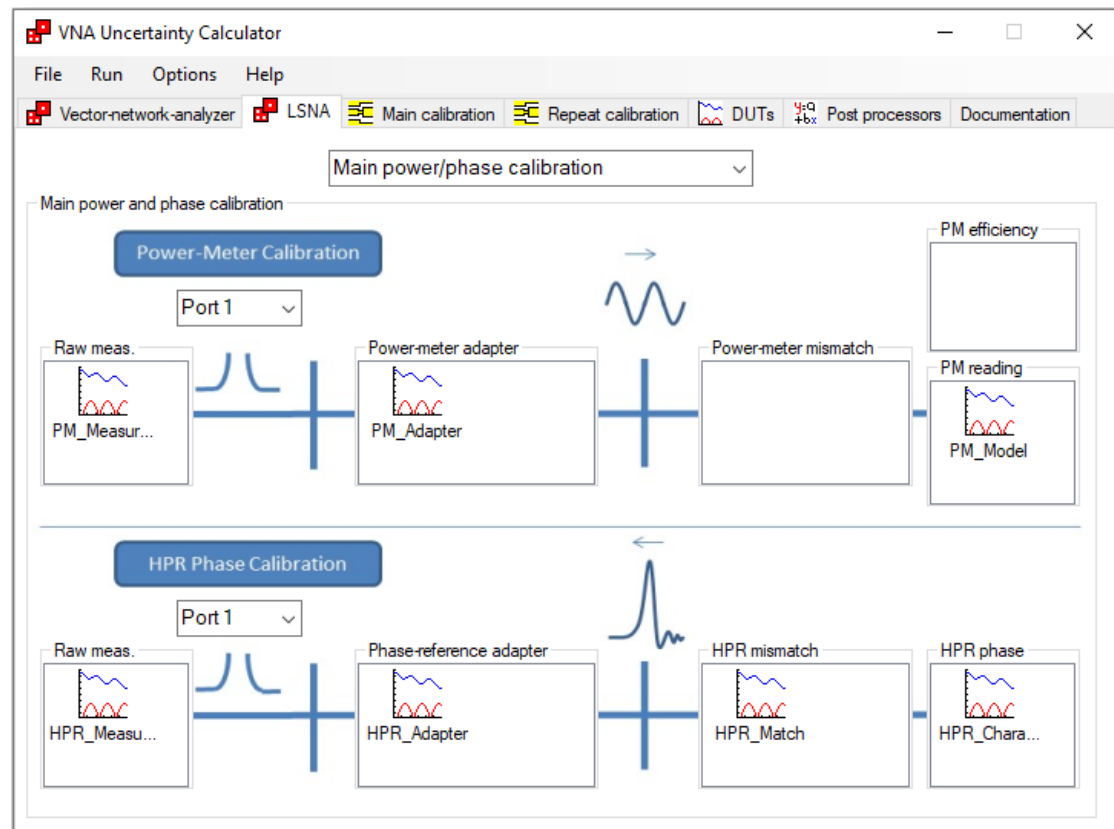 VNA Uncertainty Calculator
File Run Options Help
Vector-network-analyzer LSNA Main calibration Repeat calibration DUTs Post processors Documentation
Main power/phase calibration
Main power and phase calibration
Power-Meter Calibration
PM efficiency
Port 1
Raw meas. Power-meter adapter Power-meter mismatch
PM reading
PM_Measur... PM_Adapter
PM_Model
HPR Phase Calibration
Port 1
Raw meas. Phase-reference adapter HPR mismatch HPR phase
HPR_Measu... HPR_Adapter HPR_Match HPR_Chara...